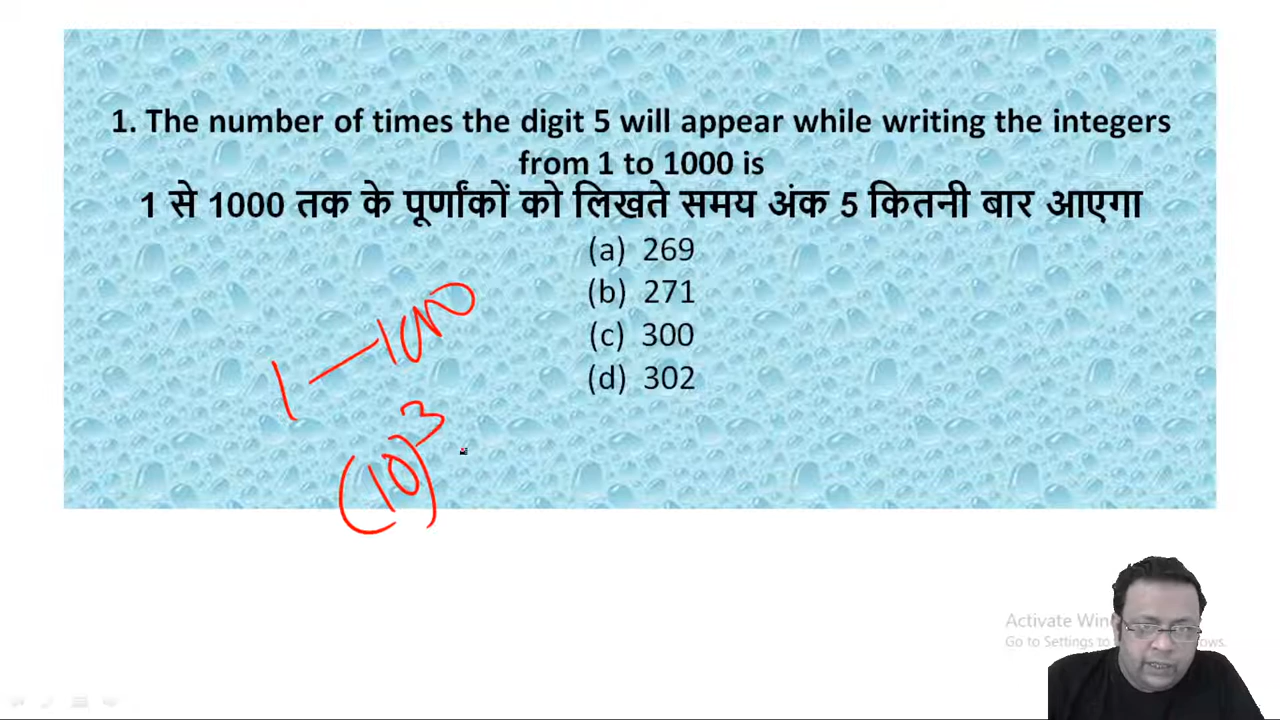 1. The number of times the digit 5 will appear while writing the integers
from 1 to 1000 is
1 से 1000 तक के पूर्णांकों को लिखते समय अंक 5 कितनी बार आएगा
(a) 269
(b) 271
(c) 300
(d) 302
1 — 1000
(10)³
Activate Win
Go to Settings to ows.